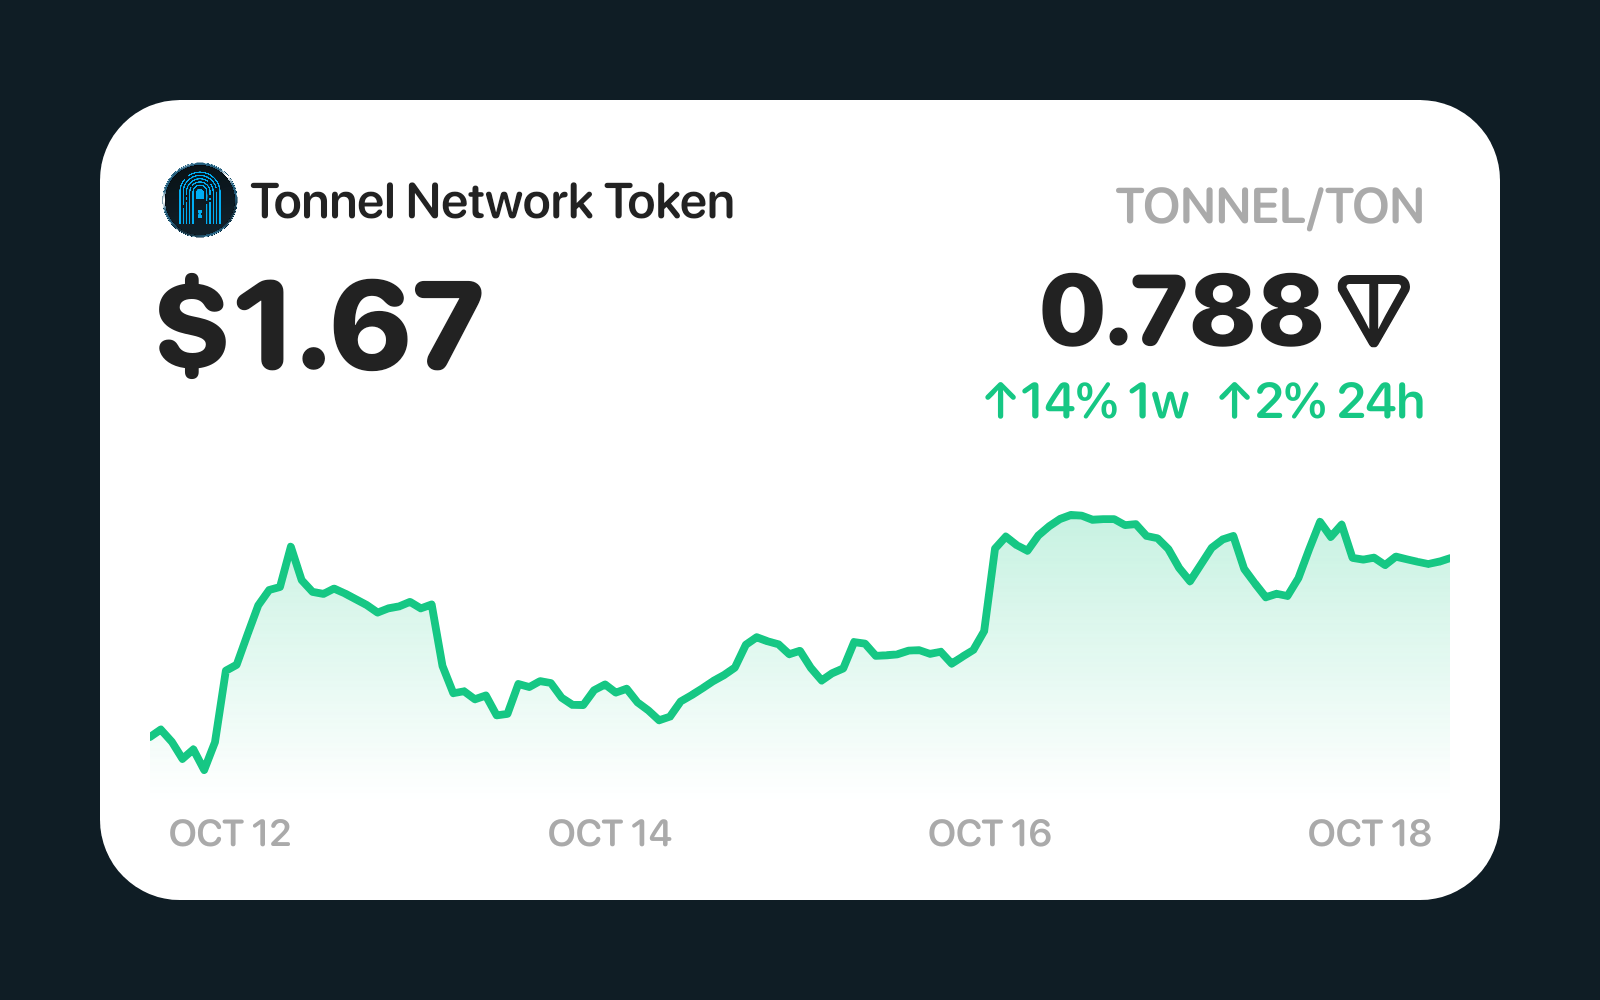 Tonnel Network Token
TONNEL/TON
$1.67
0.788
↑14% 1w ↑2% 24h
OCT 12
OCT 14
OCT 16
OCT 18